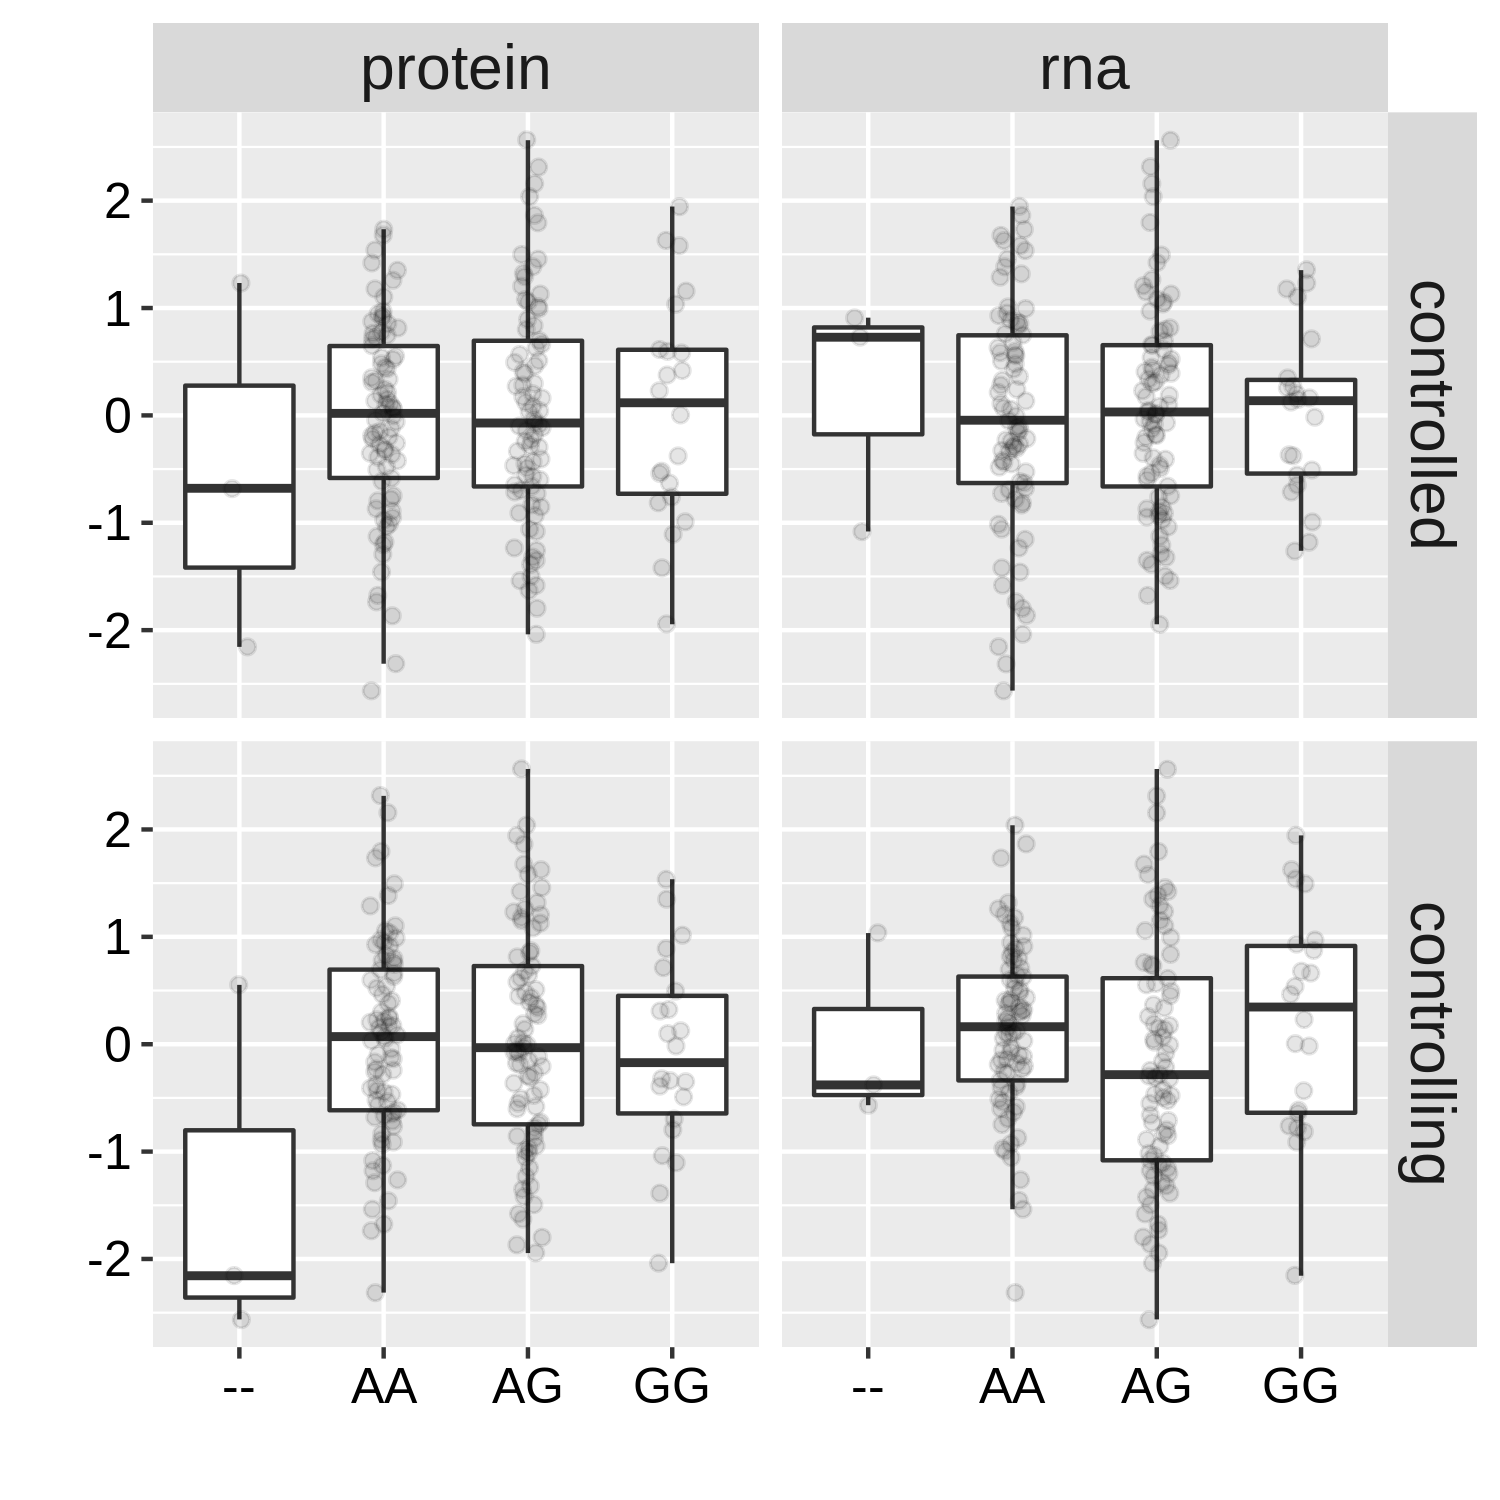 protein
rna
2
1
0
-1
-2
controlled
2
1
0
-1
-2
controlling
-- AA AG GG
-- AA AG GG